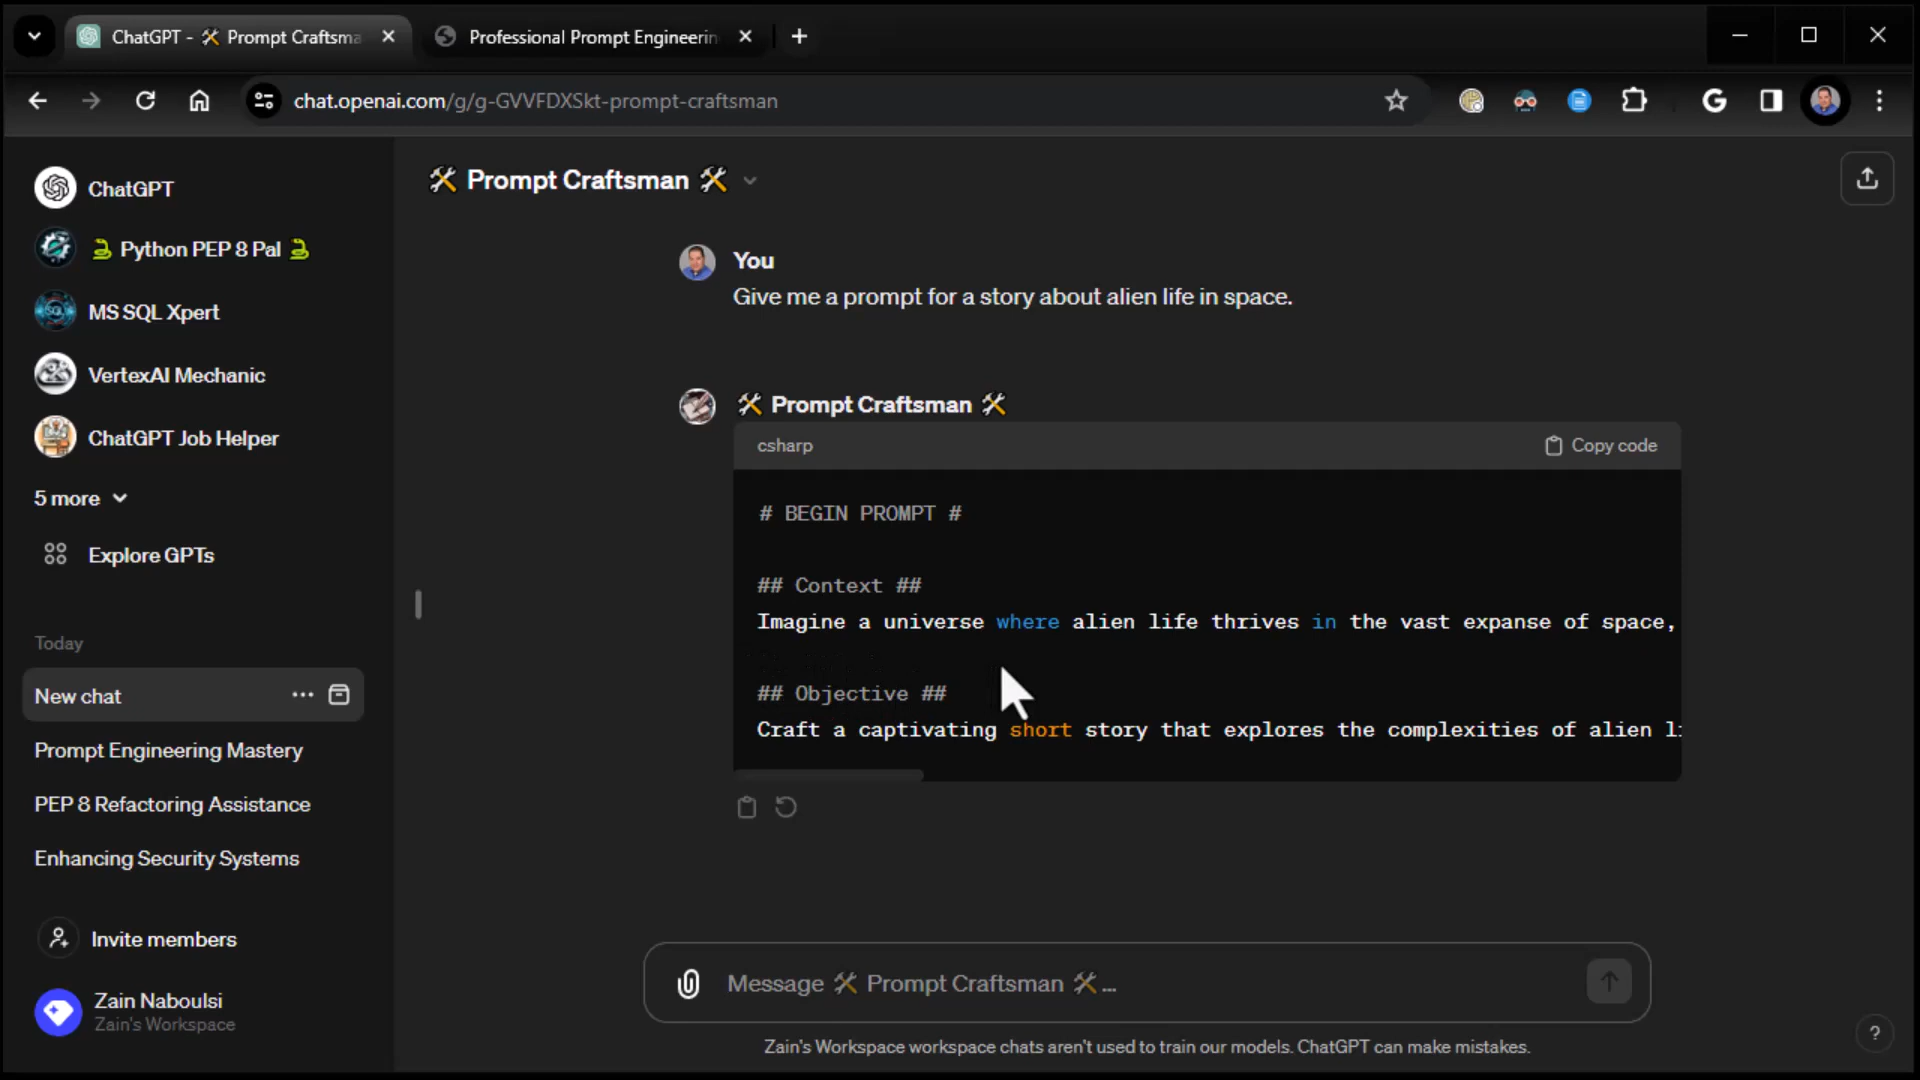 ChatGPT - 🛠 Prompt Craftsma
Professional Prompt Engineerin
chat.openai.com/g/g-GVVFDXSkt-prompt-craftsman
ChatGPT
🐍 Python PEP 8 Pal 🐍
MS SQL Xpert
VertexAI Mechanic
ChatGPT Job Helper
5 more
Explore GPTs
Today
New chat
Prompt Engineering Mastery
PEP 8 Refactoring Assistance
Enhancing Security Systems
Invite members
Zain Naboulsi
Zain's Workspace
🛠 Prompt Craftsman 🛠
You
Give me a prompt for a story about alien life in space.
🛠 Prompt Craftsman 🛠
csharp
Copy code
# BEGIN PROMPT #
## Context ##
Imagine a universe where alien life thrives in the vast expanse of space,
## Objective ##
Craft a captivating short story that explores the complexities of alien li
Message 🛠 Prompt Craftsman 🛠...
Zain's Workspace workspace chats aren't used to train our models. ChatGPT can make mistakes.
?